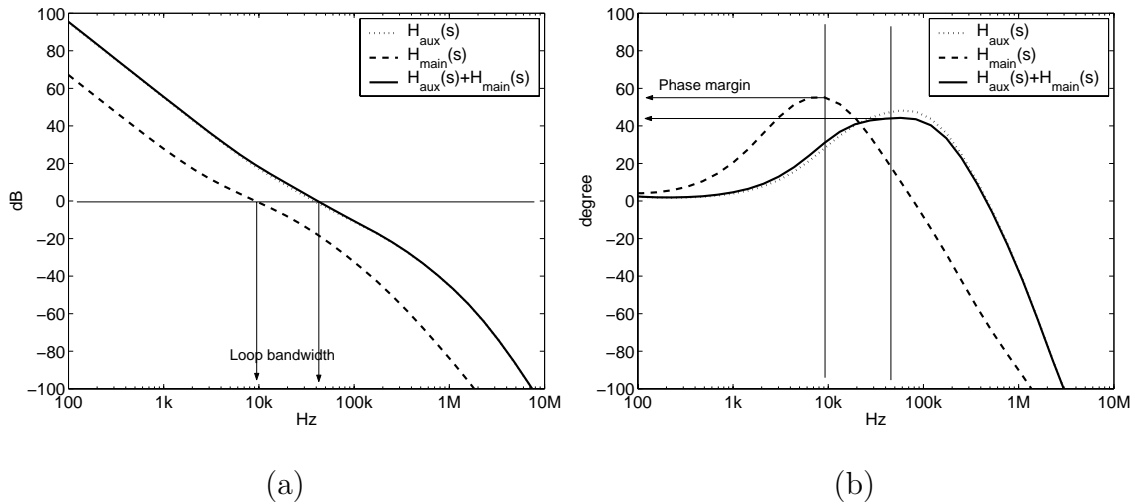 100
80
60
40
20
0
−20
−40
−60
−80
−100
dB
H_aux(s)
H_main(s)
H_aux(s)+H_main(s)
Loop bandwidth
100 1k 10k 100k 1M 10M
Hz
(a)
100
80
60
40
20
0
−20
−40
−60
−80
−100
degree
H_aux(s)
H_main(s)
H_aux(s)+H_main(s)
Phase margin
100 1k 10k 100k 1M 10M
Hz
(b)